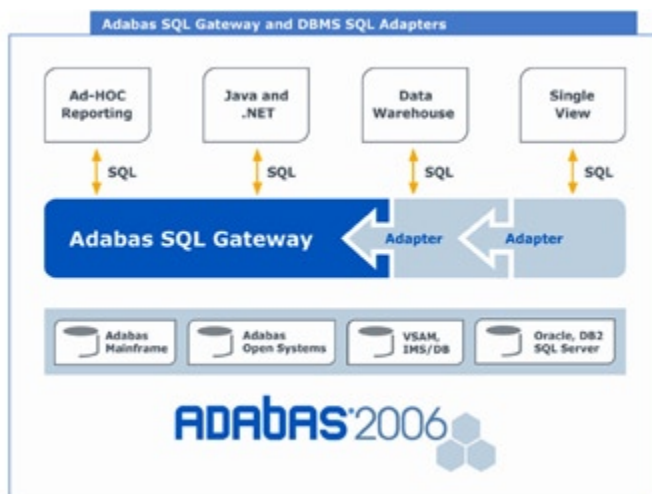 Adabas SQL Gateway and DBMS SQL Adapters
Ad-HOC
Reporting
Java and
.NET
Data
Warehouse
Single
View
SQL
SQL
SQL
SQL
Adabas SQL Gateway
Adapter
Adapter
Adabas
Mainframe
Adabas
Open Systems
VSAM,
IMS/DB
Oracle, DB2
SQL Server
ADAbAS 2006